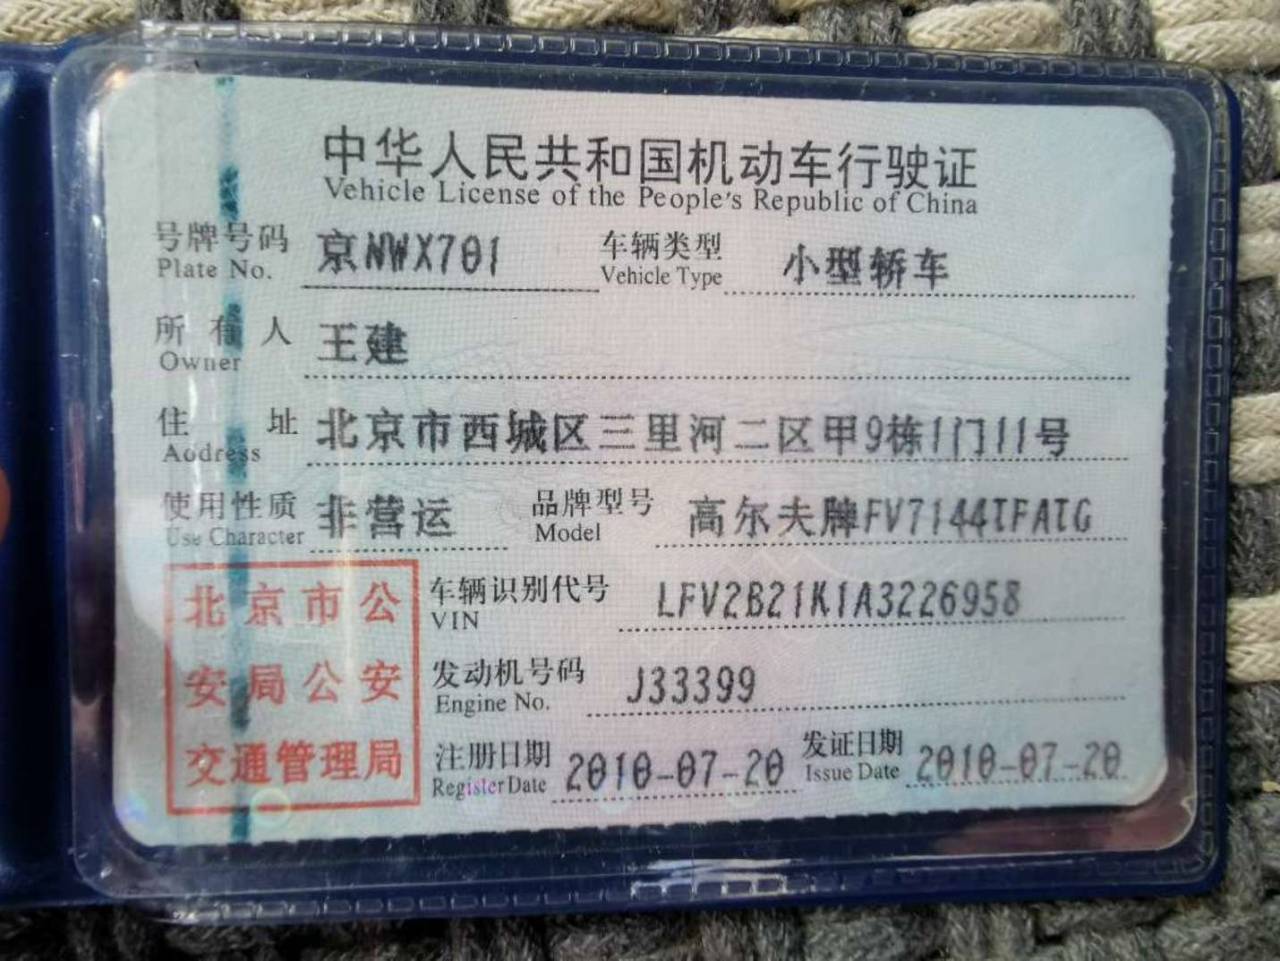 中华人民共和国机动车行驶证
Vehicle License of the People's Republic of China
号牌号码 京NWX701 车辆类型 小型轿车
Plate No. Vehicle Type
所有人 王建
Owner
住址 北京市西城区三里河二区甲9栋1门11号
Address
使用性质 非营运 品牌型号 高尔夫牌FV7144TFATG
Use Character Model
北京市公
安局公安
交通管理局
车辆识别代号 LFV2B21K1A3226958
VIN
发动机号码 J33399
Engine No.
注册日期 2010-07-20 发证日期 2010-07-20
Register Date Issue Date